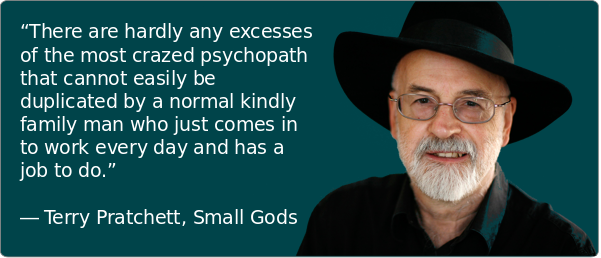 “There are hardly any excesses
of the most crazed psychopath
that cannot easily be
duplicated by a normal kindly
family man who just comes in
to work every day and has a
job to do.”
― Terry Pratchett, Small Gods